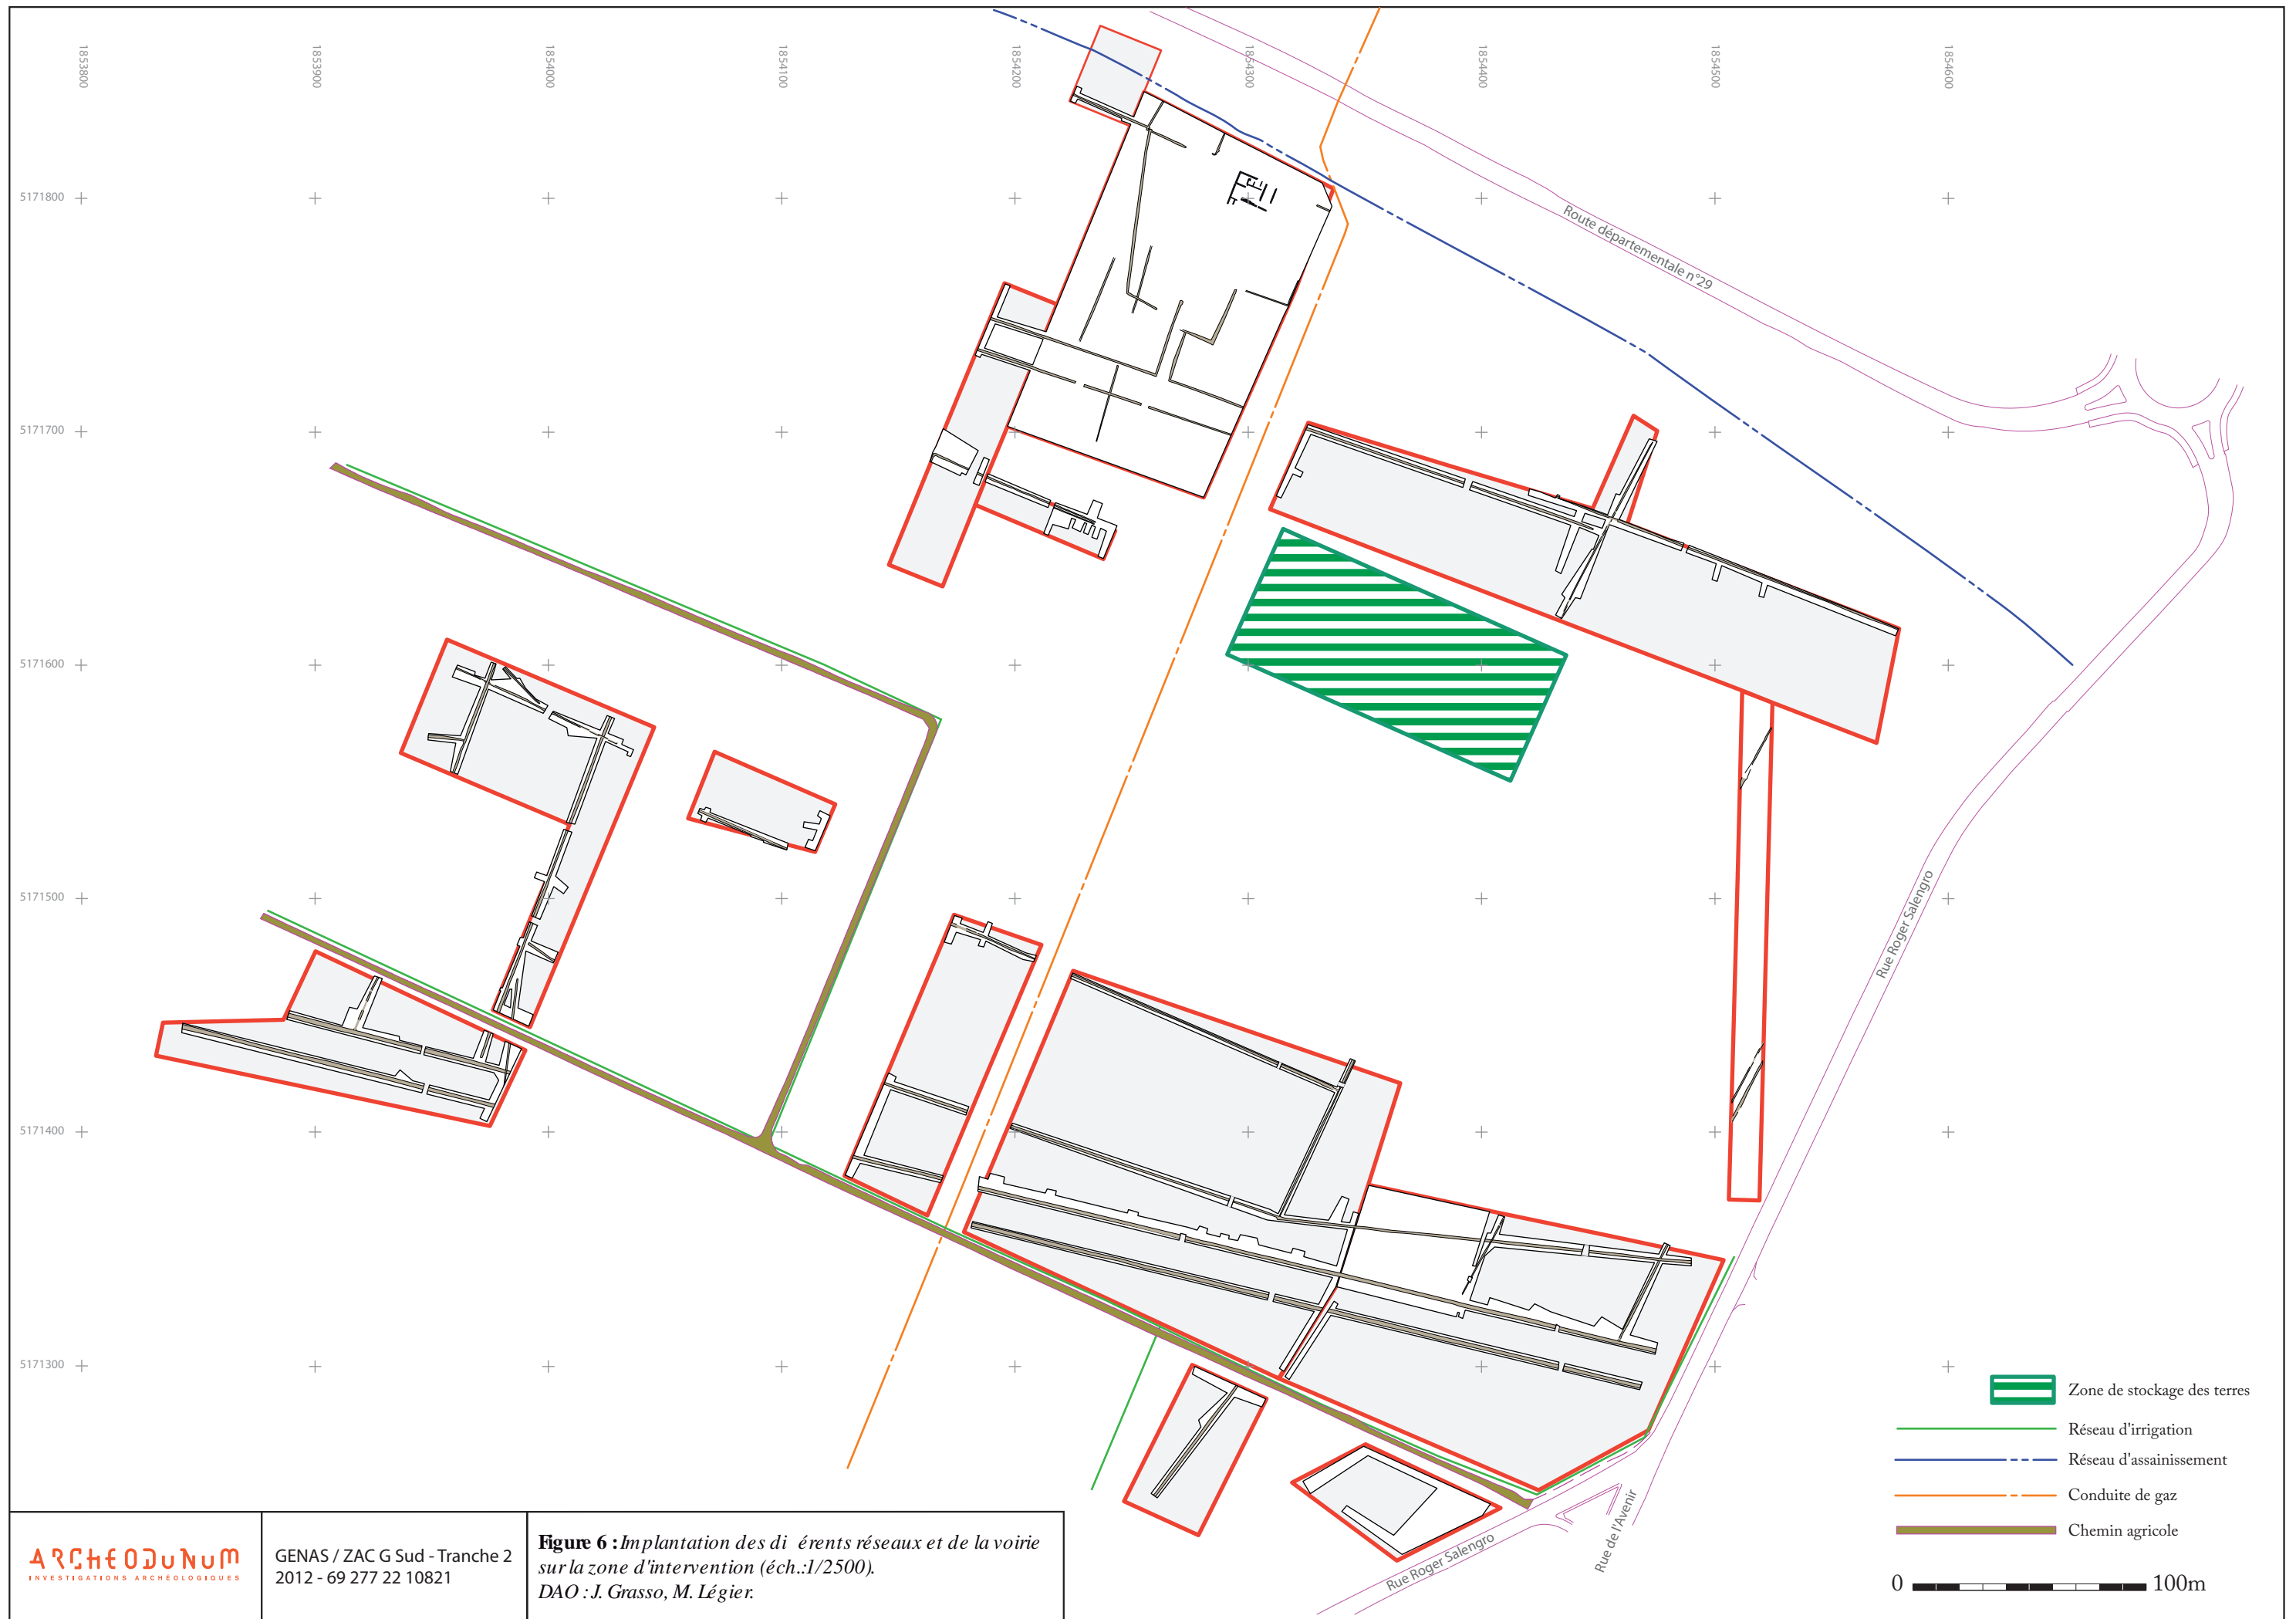 1853800
1853900
1854000
1854100
1854200
1854300
1854400
1854500
1854600
5171800
5171700
5171600
5171500
5171400
5171300
Route départementale n°29
Rue Roger Salengro
Rue de l'Avenir
Rue Roger Salengro
Zone de stockage des terres
Réseau d'irrigation
Réseau d'assainissement
Conduite de gaz
Chemin agricole
0 100m
ARCHEODUNUM
INVESTIGATIONS ARCHÉOLOGIQUES
GENAS / ZAC G Sud - Tranche 2
2012 - 69 277 22 10821
Figure 6 : Implantation des di érents réseaux et de la voirie
sur la zone d'intervention (éch.:1/2500).
DAO : J. Grasso, M. Légier.